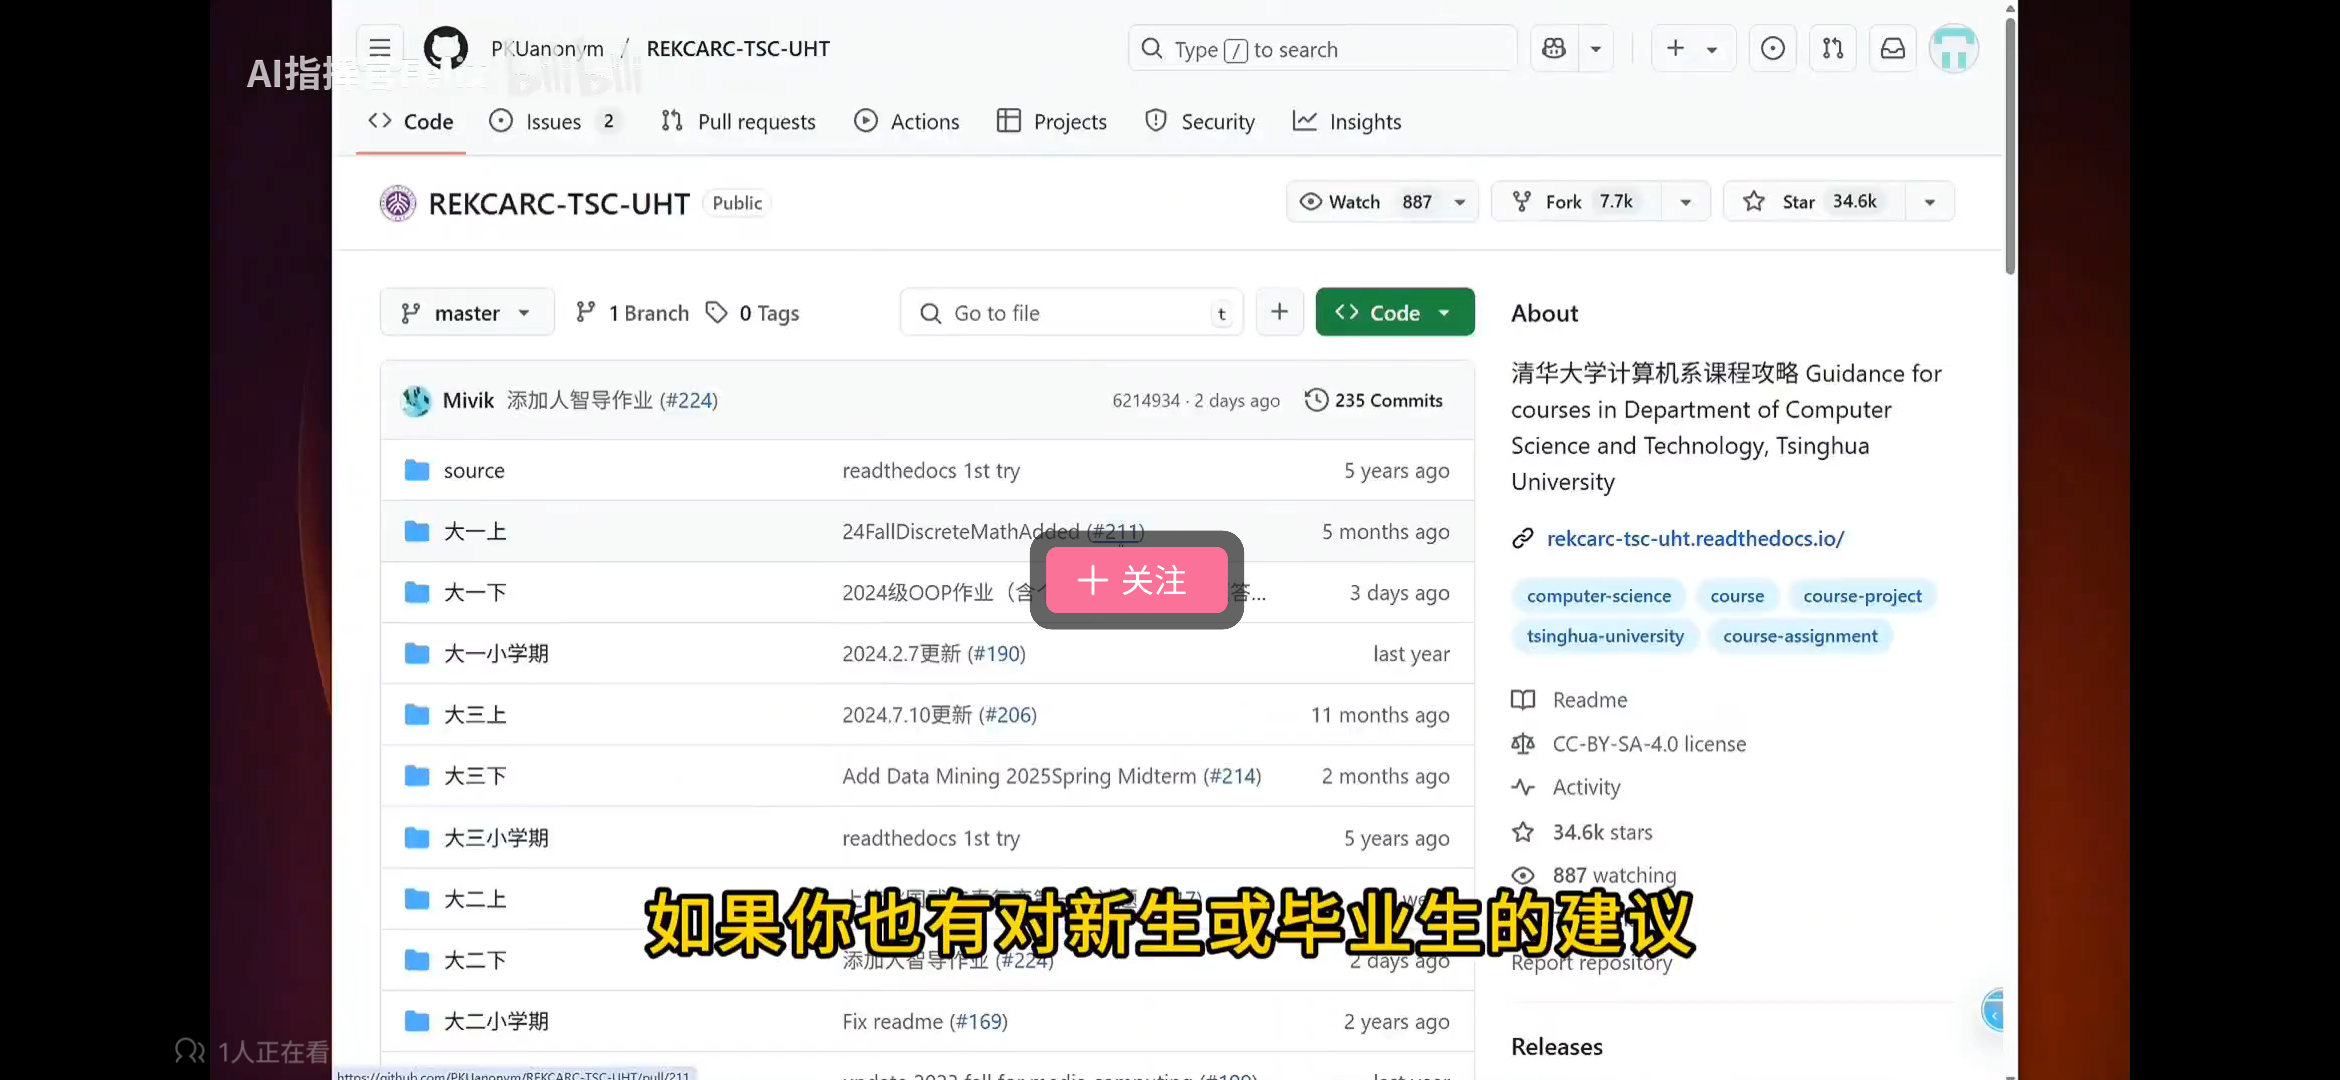 PKUanonym / REKCARC-TSC-UHT
Type / to search
AI指挥
bilibili
Code
Issues 2
Pull requests
Actions
Projects
Security
Insights
REKCARC-TSC-UHT Public
Watch 887
Fork 7.7k
Star 34.6k
master
1 Branch
0 Tags
Go to file t
Code
About
清华大学计算机系课程攻略 Guidance for
courses in Department of Computer
Science and Technology, Tsinghua
University
rekcarc-tsc-uht.readthedocs.io/
computer-science course course-project
tsinghua-university course-assignment
Readme
CC-BY-SA-4.0 license
Activity
34.6k stars
887 watching
Report repository
Releases
Mivik 添加人智导作业 (#224) 6214934 · 2 days ago 235 Commits
source readthedocs 1st try 5 years ago
大一上 24FallDiscreteMathAdded (#211) 5 months ago
大一下 2024级OOP作业（含 答... 3 days ago
+ 关注
大一小学期 2024.2.7更新 (#190) last year
大三上 2024.7.10更新 (#206) 11 months ago
大三下 Add Data Mining 2025Spring Midterm (#214) 2 months ago
大三小学期 readthedocs 1st try 5 years ago
大二上
如果你也有对新生或毕业生的建议
大二下 添加人智导作业 (#224) 2 days ago
大二小学期 Fix readme (#169) 2 years ago
1人正在看
https://github.com/PKUanonym/REKCARC-TSC-UHT/pull/211